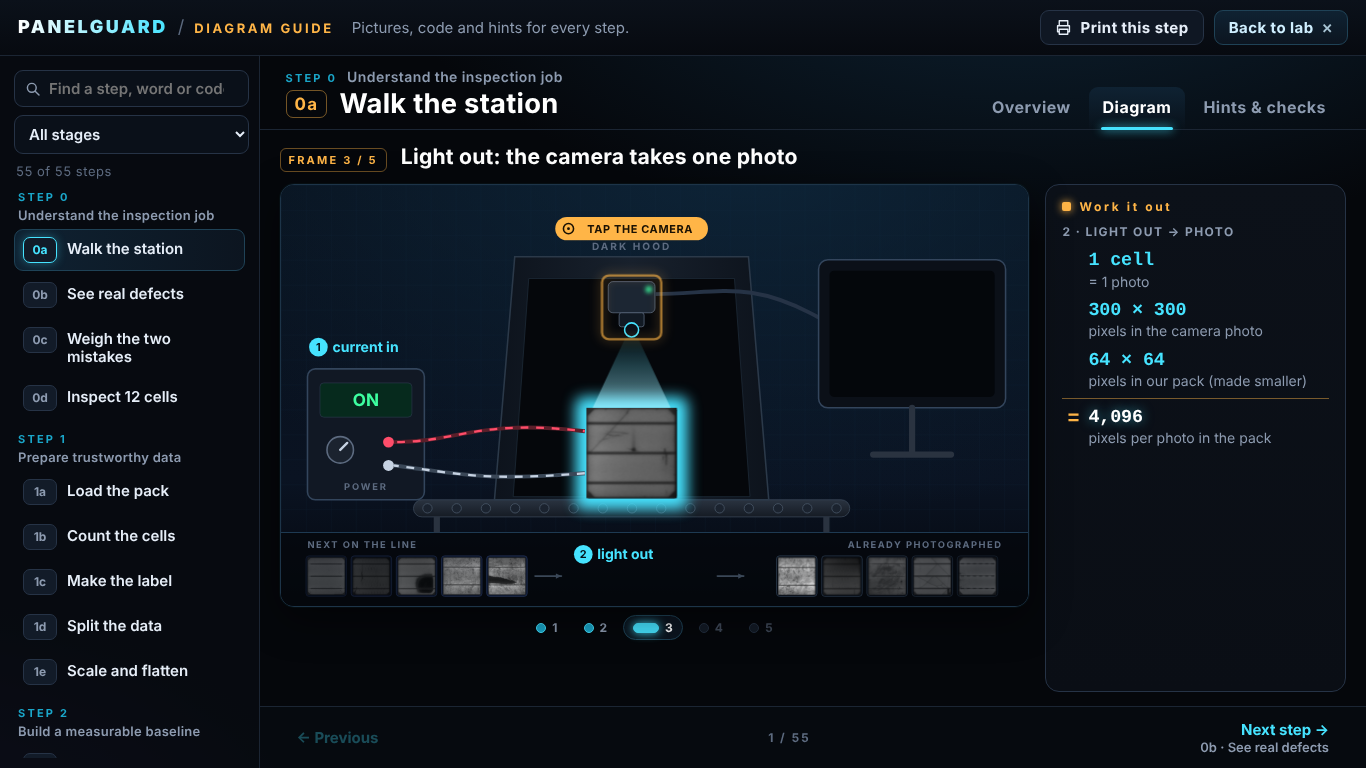 PANELGUARD / DIAGRAM GUIDE Pictures, code and hints for every step.
Print this step
Back to lab ×
Find a step, word or cod
All stages
55 of 55 steps
STEP 0
Understand the inspection job
0a Walk the station
0b See real defects
0c Weigh the two
mistakes
0d Inspect 12 cells
STEP 1
Prepare trustworthy data
1a Load the pack
1b Count the cells
1c Make the label
1d Split the data
1e Scale and flatten
STEP 2
Build a measurable baseline
STEP 0 Understand the inspection job
0a Walk the station
Overview
Diagram
Hints & checks
FRAME 3 / 5 Light out: the camera takes one photo
TAP THE CAMERA
DARK HOOD
1 current in
ON
POWER
NEXT ON THE LINE
2 light out
ALREADY PHOTOGRAPHED
1
2
3
4
5
Work it out
2 · LIGHT OUT → PHOTO
1 cell
= 1 photo
300 × 300
pixels in the camera photo
64 × 64
pixels in our pack (made smaller)
= 4,096
pixels per photo in the pack
← Previous
1 / 55
Next step →
0b · See real defects